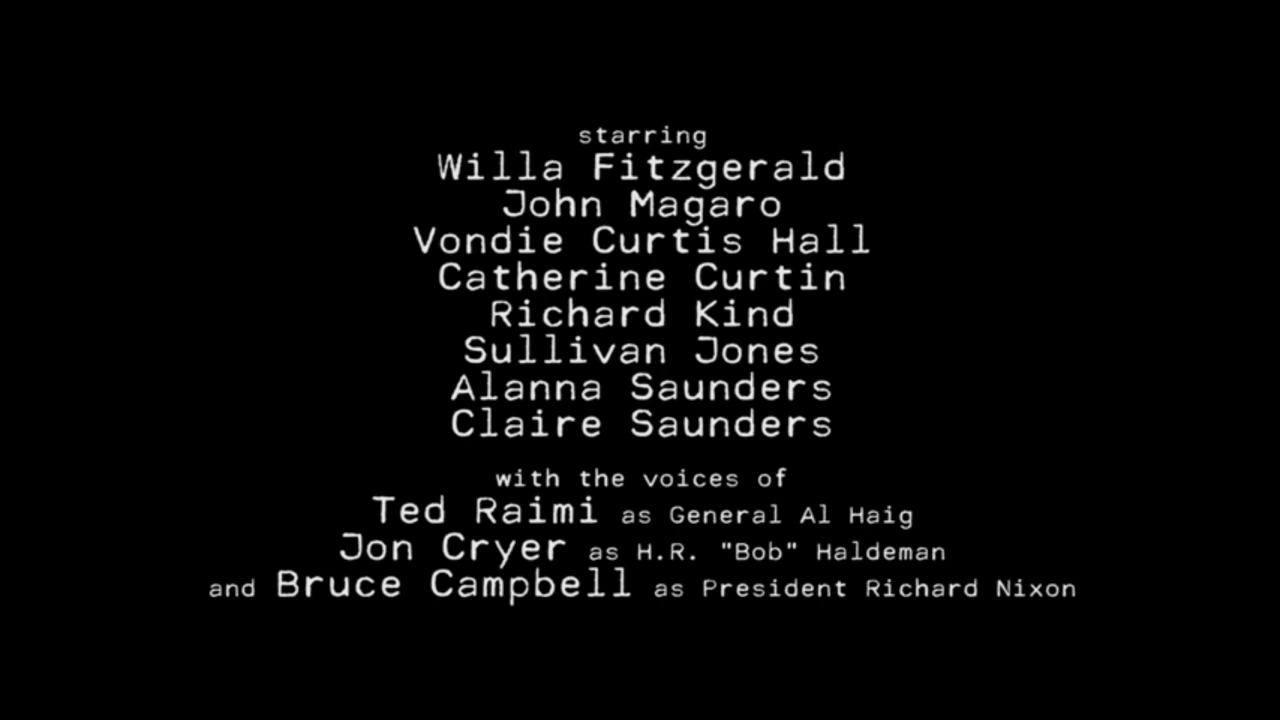 starring
Willa Fitzgerald
John Magaro
Vondie Curtis Hall
Catherine Curtin
Richard Kind
Sullivan Jones
Alanna Saunders
Claire Saunders
with the voices of
Ted Raimi as General Al Haig
Jon Cryer as H.R. "Bob" Haldeman
and Bruce Campbell as President Richard Nixon